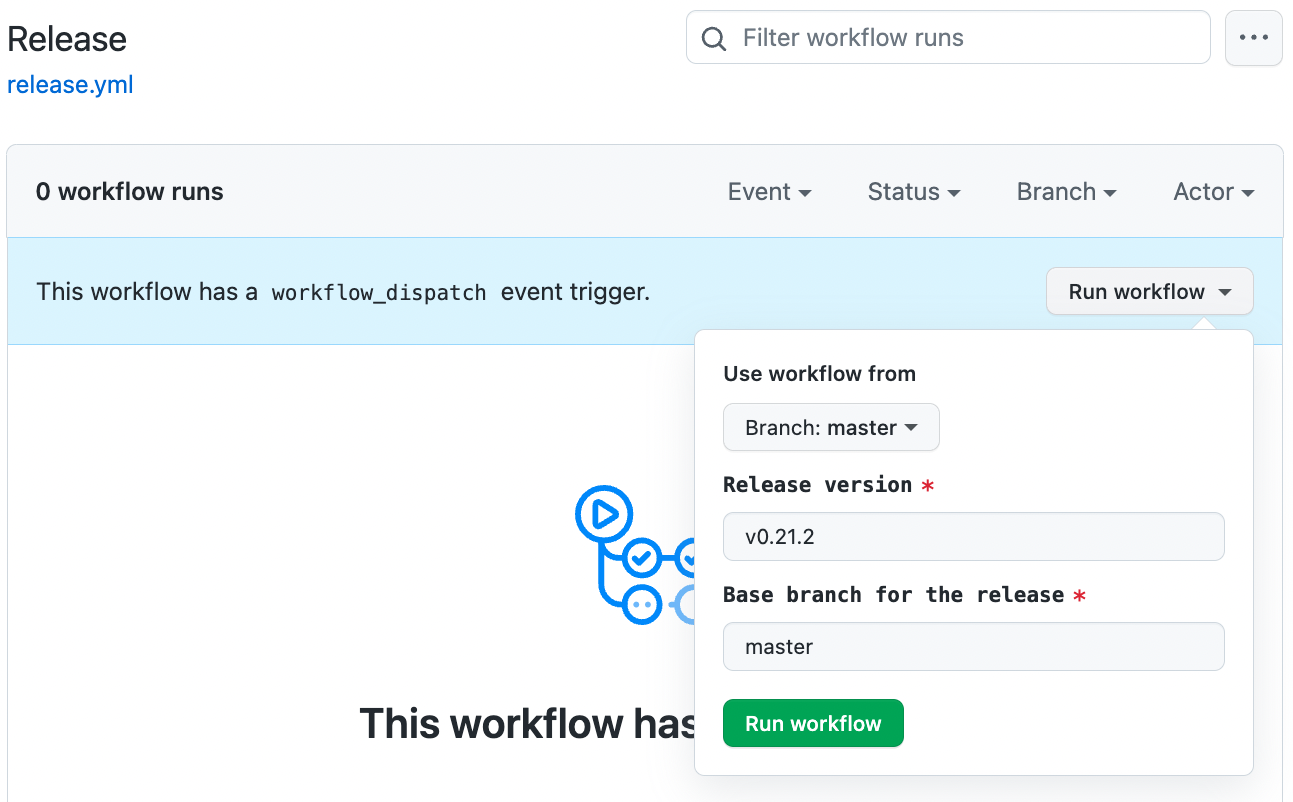 Release
Filter workflow runs
release.yml
0 workflow runs
Event
Status
Branch
Actor
This workflow has a workflow_dispatch event trigger.
Run workflow
Use workflow from
Branch: master
Release version *
v0.21.2
Base branch for the release *
master
This workflow has
Run workflow